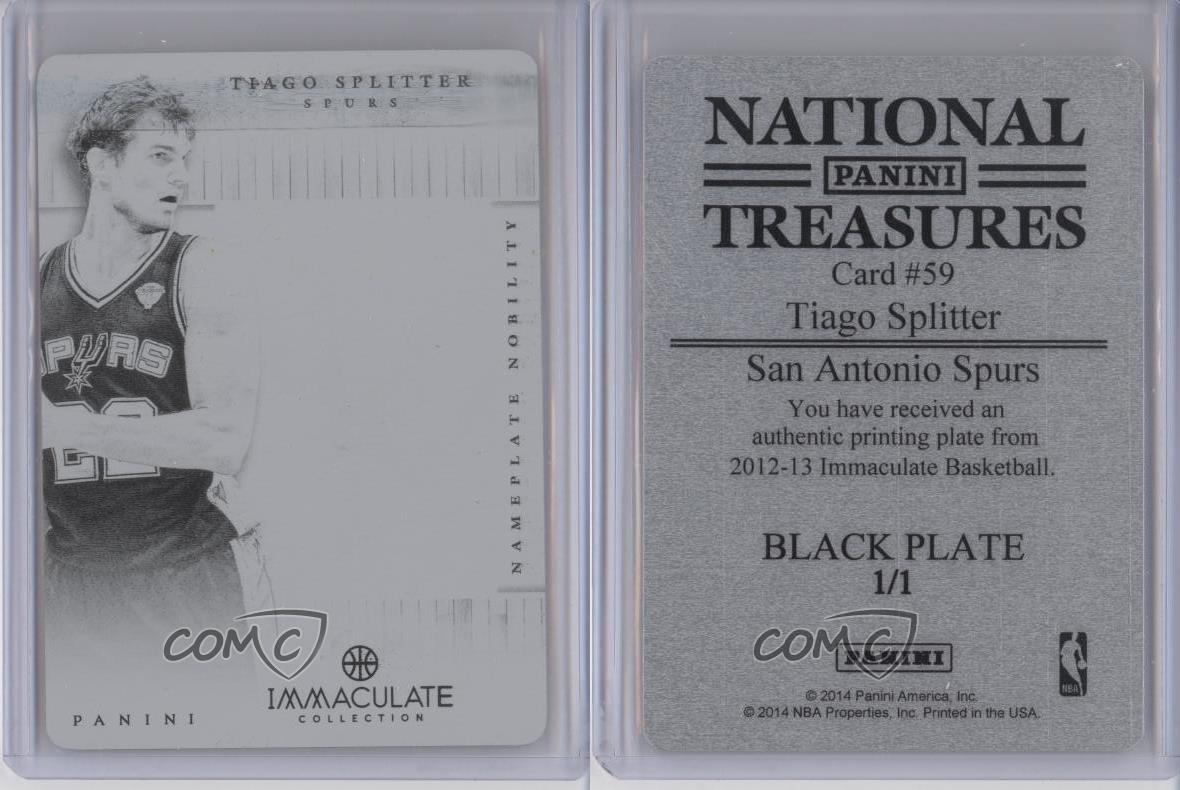 TIAGO SPLITTER
SPURS
SPURS
22
NAMEPLATE NOBILITY
COMC
IMMACULATE
COLLECTION
PANINI
NATIONAL
PANINI
TREASURES
Card #59
Tiago Splitter
San Antonio Spurs
You have received an
authentic printing plate from
2012-13 Immaculate Basketball.
BLACK PLATE
1/1
COMC
PANINI
NBA
© 2014 Panini America, Inc.
© 2014 NBA Properties, Inc. Printed in the USA.